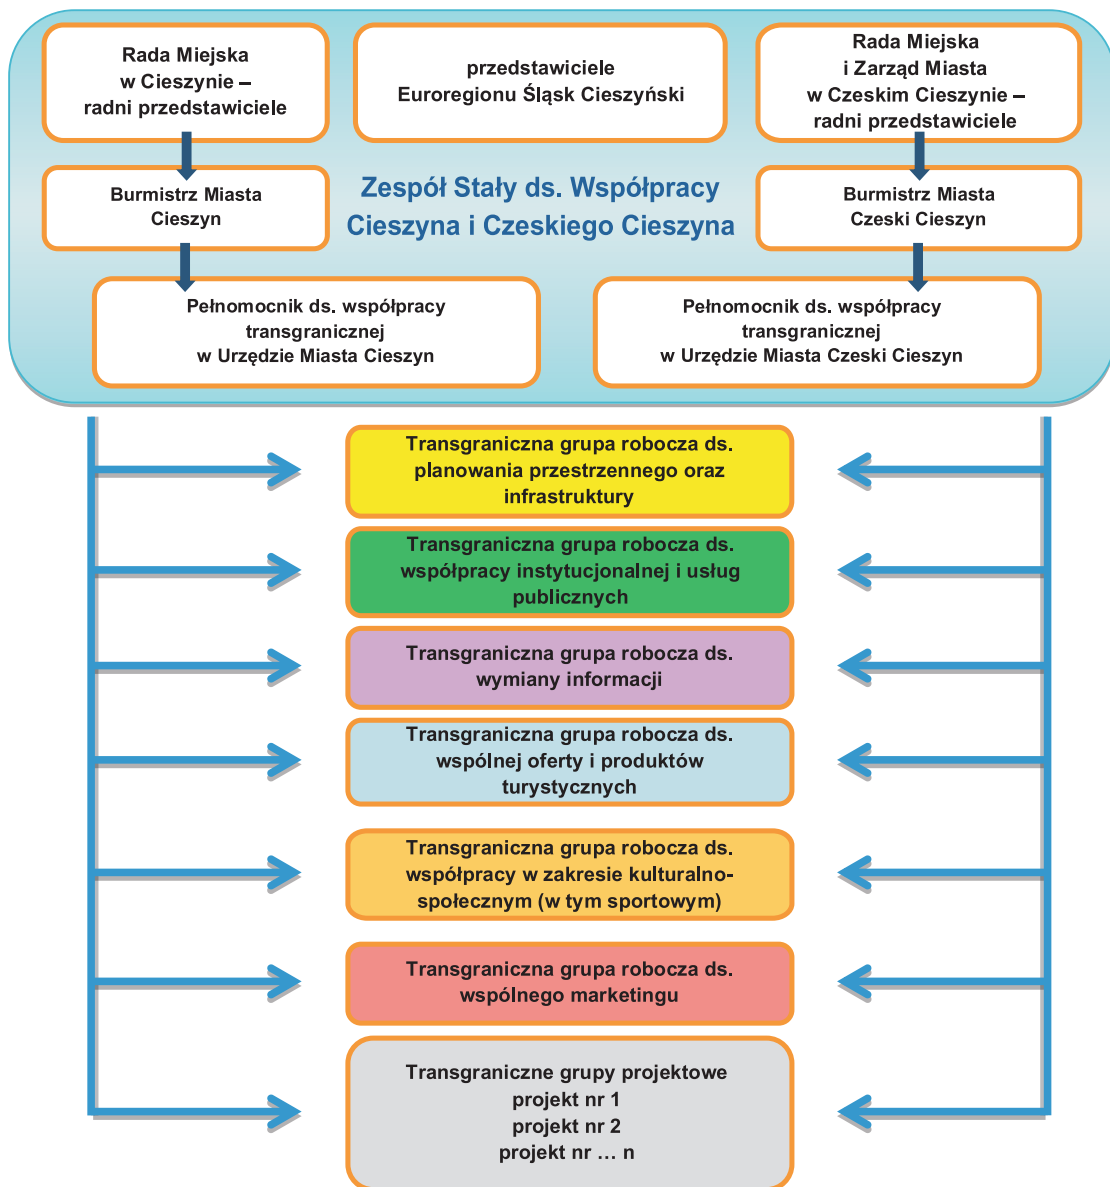 Rada Miejska
w Cieszynie –
radni przedstawiciele
przedstawiciele
Euroregionu Śląsk Cieszyński
Rada Miejska
i Zarząd Miasta
w Czeskim Cieszynie –
radni przedstawiciele
Burmistrz Miasta
Cieszyn
Zespół Stały ds. Współpracy
Cieszyna i Czeskiego Cieszyna
Burmistrz Miasta
Czeski Cieszyn
Pełnomocnik ds. współpracy
transgranicznej
w Urzędzie Miasta Cieszyn
Pełnomocnik ds. współpracy
transgranicznej
w Urzędzie Miasta Czeski Cieszyn
Transgraniczna grupa robocza ds.
planowania przestrzennego oraz
infrastruktury
Transgraniczna grupa robocza ds.
współpracy instytucjonalnej i usług
publicznych
Transgraniczna grupa robocza ds.
wymiany informacji
Transgraniczna grupa robocza ds.
wspólnej oferty i produktów
turystycznych
Transgraniczna grupa robocza ds.
współpracy w zakresie kulturalno-
społecznym (w tym sportowym)
Transgraniczna grupa robocza ds.
wspólnego marketingu
Transgraniczne grupy projektowe
projekt nr 1
projekt nr 2
projekt nr … n